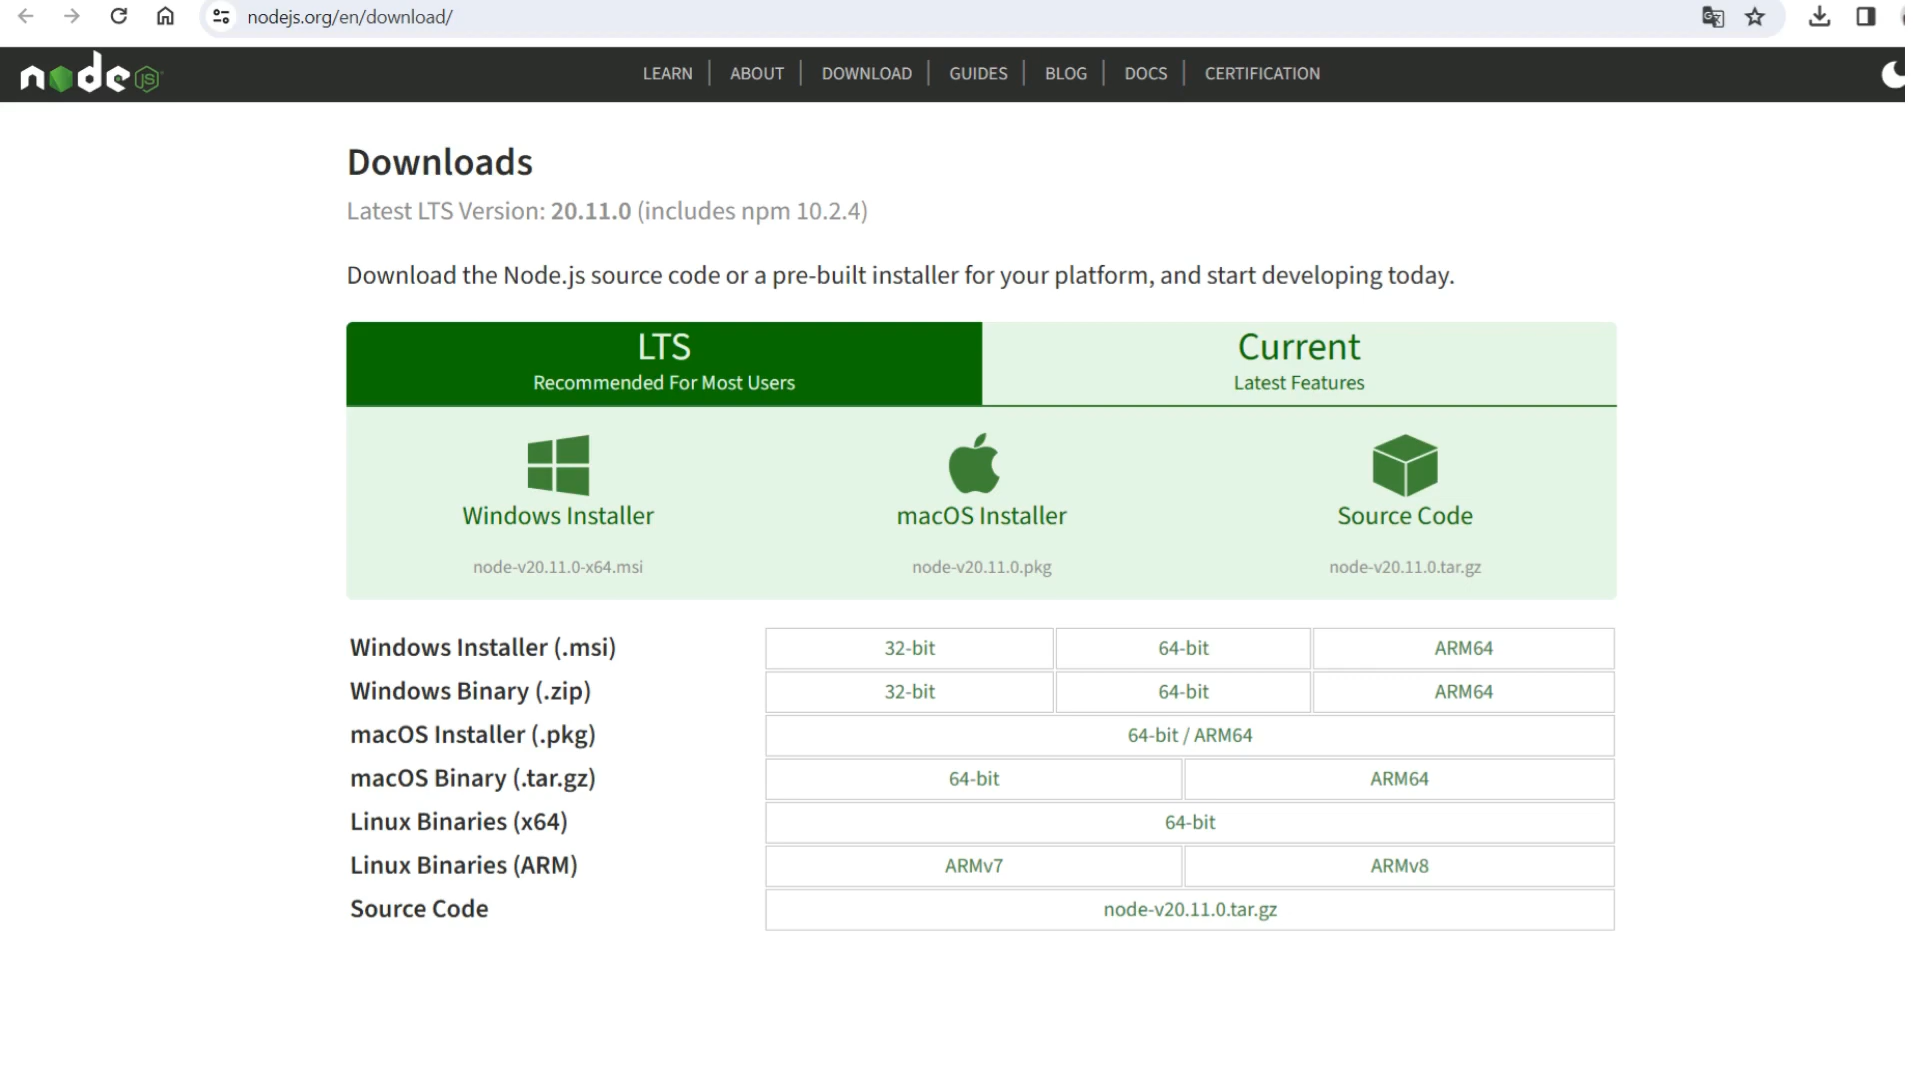 nodejs.org/en/download/
node JS
LEARN | ABOUT | DOWNLOAD | GUIDES | BLOG | DOCS | CERTIFICATION
Downloads
Latest LTS Version: 20.11.0 (includes npm 10.2.4)
Download the Node.js source code or a pre-built installer for your platform, and start developing today.
LTS
Recommended For Most Users
Current
Latest Features
Windows Installer
node-v20.11.0-x64.msi
macOS Installer
node-v20.11.0.pkg
Source Code
node-v20.11.0.tar.gz
Windows Installer (.msi) 32-bit 64-bit ARM64
Windows Binary (.zip) 32-bit 64-bit ARM64
macOS Installer (.pkg) 64-bit / ARM64
macOS Binary (.tar.gz) 64-bit ARM64
Linux Binaries (x64) 64-bit
Linux Binaries (ARM) ARMv7 ARMv8
Source Code node-v20.11.0.tar.gz